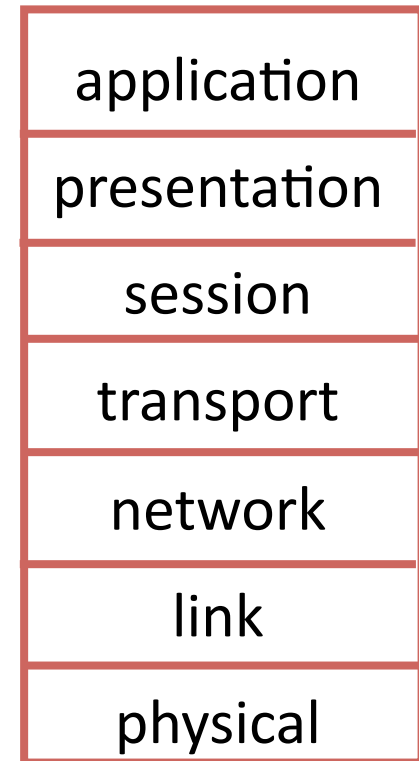 application
presentation
session
transport
network
link
physical